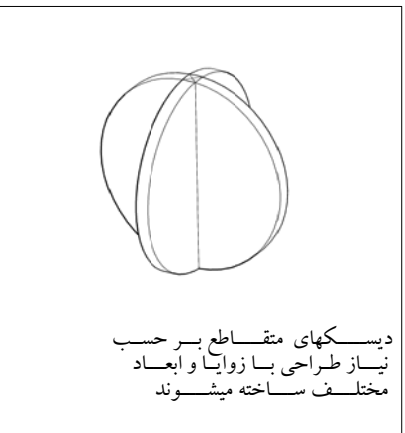 دیسکهای متقاطع بر حسب
نیاز طراحی با زوایا و ابعاد
مختلف ساخته میشوند